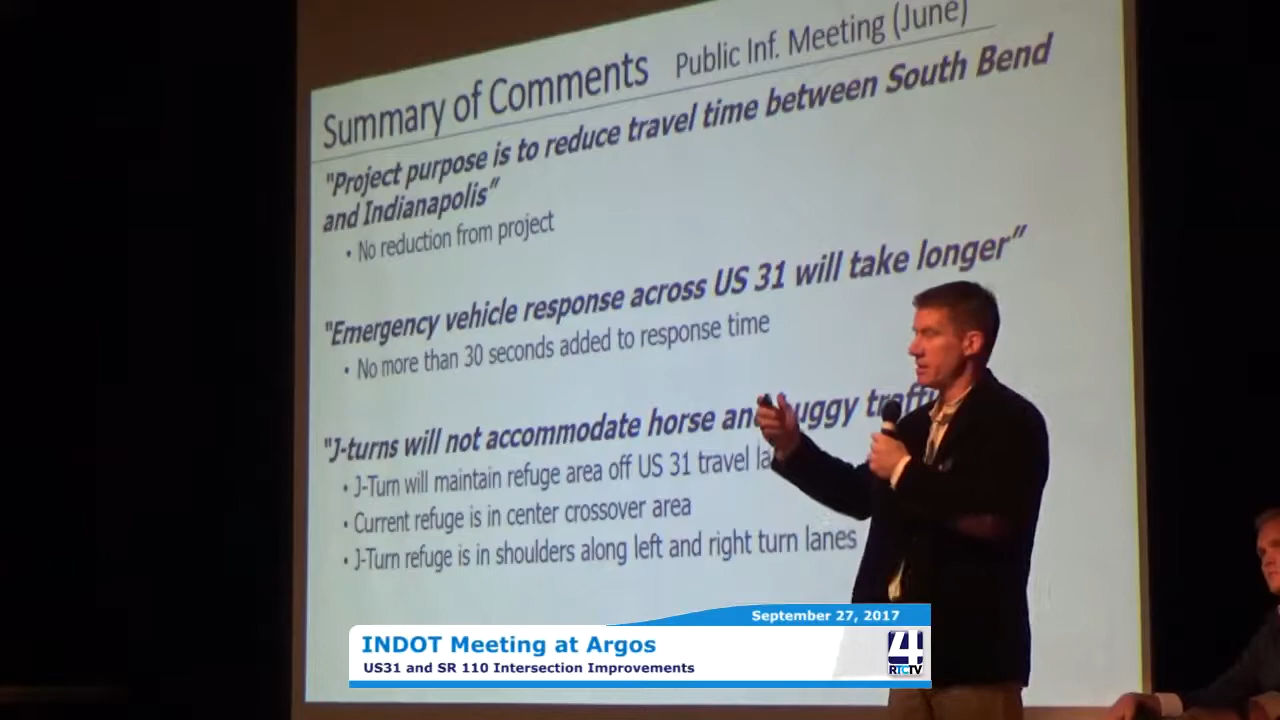 Summary of Comments Public Inf. Meeting (June)
"Project purpose is to reduce travel time between South Bend
and Indianapolis"
• No reduction from project
"Emergency vehicle response across US 31 will take longer"
• No more than 30 seconds added to response time
"J-turns will not accommodate horse and buggy traffic
• J-Turn will maintain refuge area off US 31 travel
• Current refuge is in center crossover area
• J-Turn refuge is in shoulders along left and right turn lanes
September 27, 2017
INDOT Meeting at Argos
US31 and SR 110 Intersection Improvements
4
RTCTV